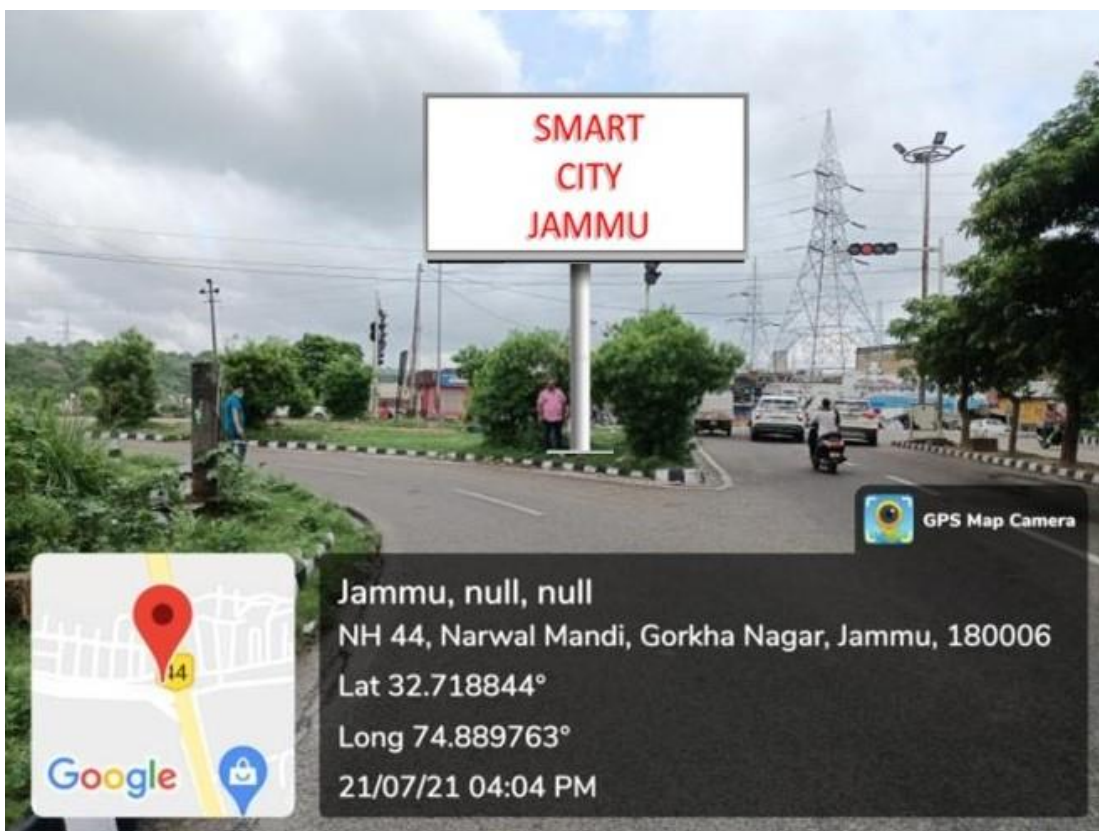 SMART
CITY
JAMMU
GPS Map Camera
Jammu, null, null
NH 44, Narwal Mandi, Gorkha Nagar, Jammu, 180006
Lat 32.718844°
Long 74.889763°
21/07/21 04:04 PM
44
Google